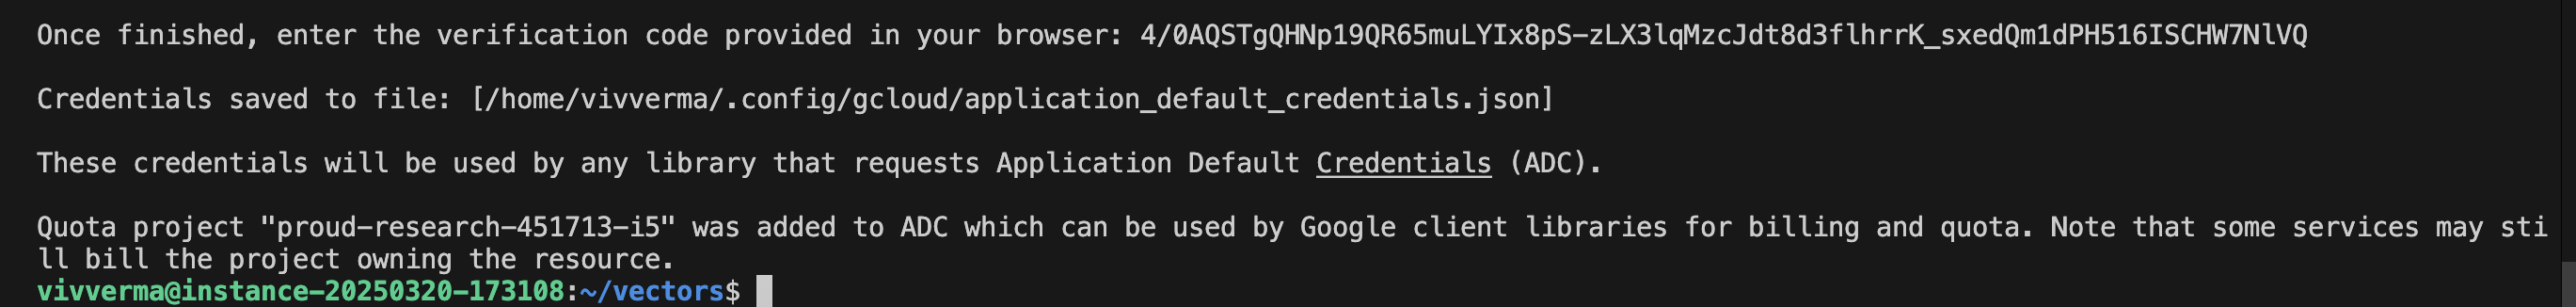 Once finished, enter the verification code provided in your browser: 4/0AQSTgQHNp19QR65muLYIx8pS-zLX3lqMzcJdt8d3flhrrK_sxedQm1dPH516ISCHW7NlVQ
Credentials saved to file: [/home/vivverma/.config/gcloud/application_default_credentials.json]
These credentials will be used by any library that requests Application Default Credentials (ADC).
Quota project "proud-research-451713-i5" was added to ADC which can be used by Google client libraries for billing and quota. Note that some services may sti
ll bill the project owning the resource.
vivverma@instance-20250320-173108:~/vectors$